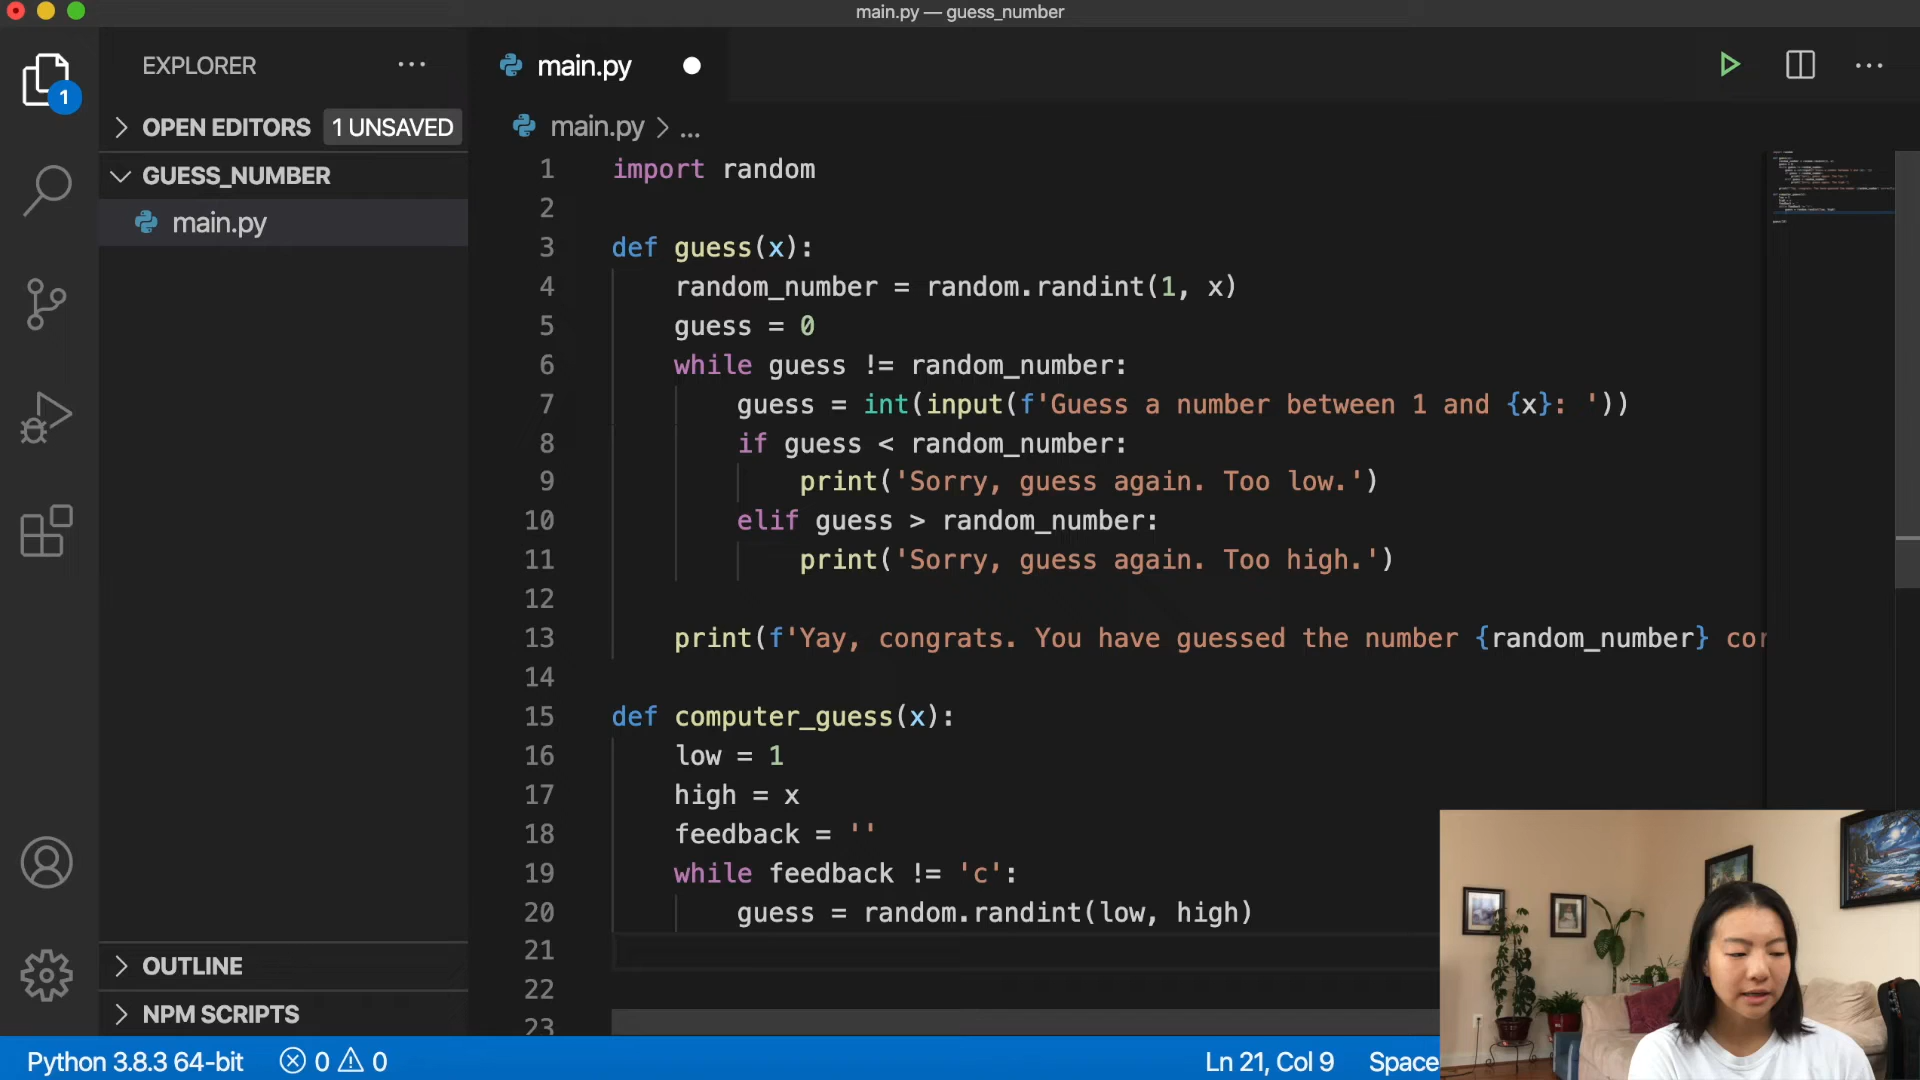 main.py — guess_number
EXPLORER
main.py
1
OPEN EDITORS
1 UNSAVED
main.py > ...
GUESS_NUMBER
main.py
1 import random
2
3 def guess(x):
4 random_number = random.randint(1, x)
5 guess = 0
6 while guess != random_number:
7 guess = int(input(f'Guess a number between 1 and {x}: '))
8 if guess < random_number:
9 print('Sorry, guess again. Too low.')
10 elif guess > random_number:
11 print('Sorry, guess again. Too high.')
12
13 print(f'Yay, congrats. You have guessed the number {random_number} cor
14
15 def computer_guess(x):
16 low = 1
17 high = x
18 feedback = ''
19 while feedback != 'c':
20 guess = random.randint(low, high)
21
22
23
OUTLINE
NPM SCRIPTS
Python 3.8.3 64-bit
0
0
Ln 21, Col 9
Space